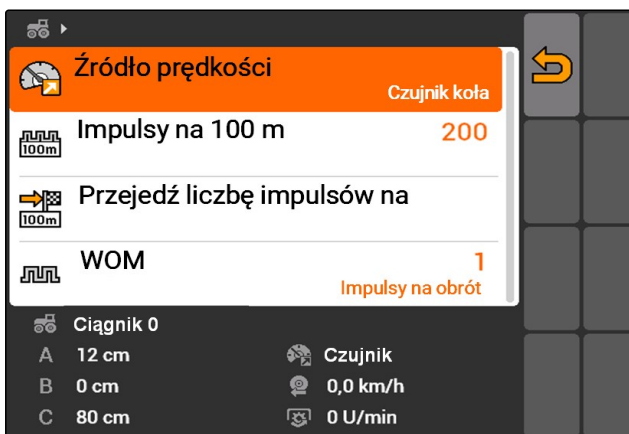 Źródło prędkości
Czujnik koła
Impulsy na 100 m 200
100m
Przejedź liczbę impulsów na
100m
WOM 1
Impulsy na obrót
Ciągnik 0
A 12 cm Czujnik
B 0 cm 0,0 km/h
C 80 cm 0 U/min